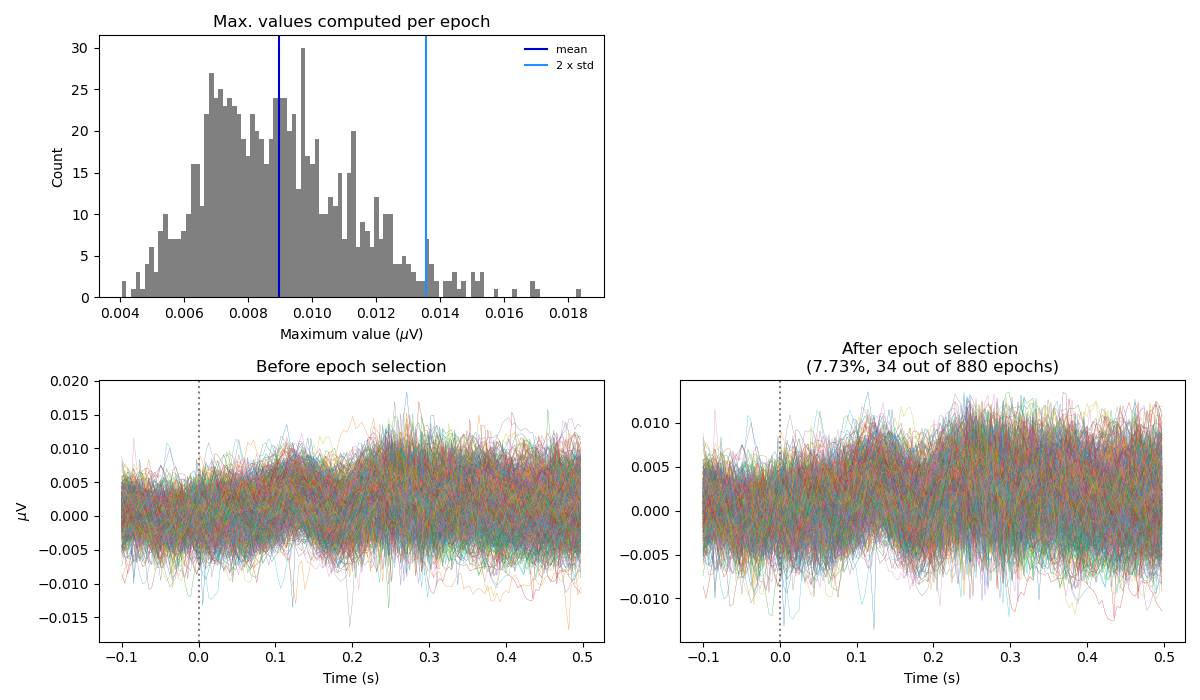 Max. values computed per epoch
30
25
20
15
10
5
0
Count
mean
2 x std
0.004 0.006 0.008 0.010 0.012 0.014 0.016 0.018
Maximum value (μV)
Before epoch selection
0.020
0.015
0.010
0.005
0.000
−0.005
−0.010
−0.015
μV
−0.1 0.0 0.1 0.2 0.3 0.4 0.5
Time (s)
After epoch selection
(7.73%, 34 out of 880 epochs)
0.010
0.005
0.000
−0.005
−0.010
−0.1 0.0 0.1 0.2 0.3 0.4 0.5
Time (s)